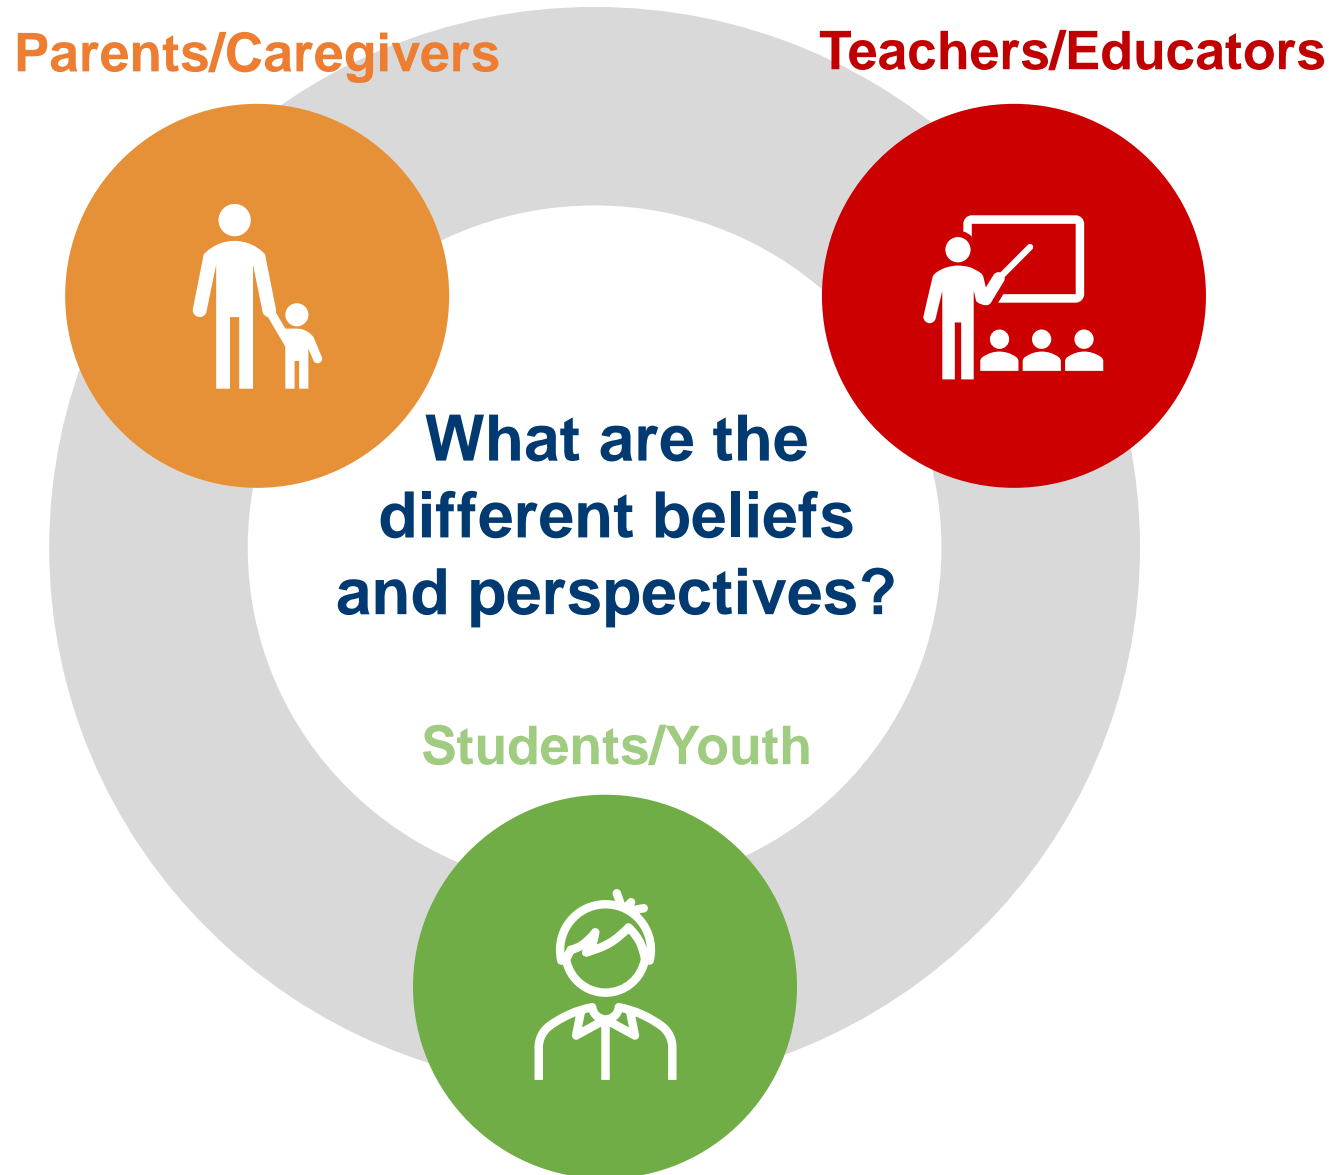 Parents/Caregivers
Teachers/Educators
What are the
different beliefs
and perspectives?
Students/Youth